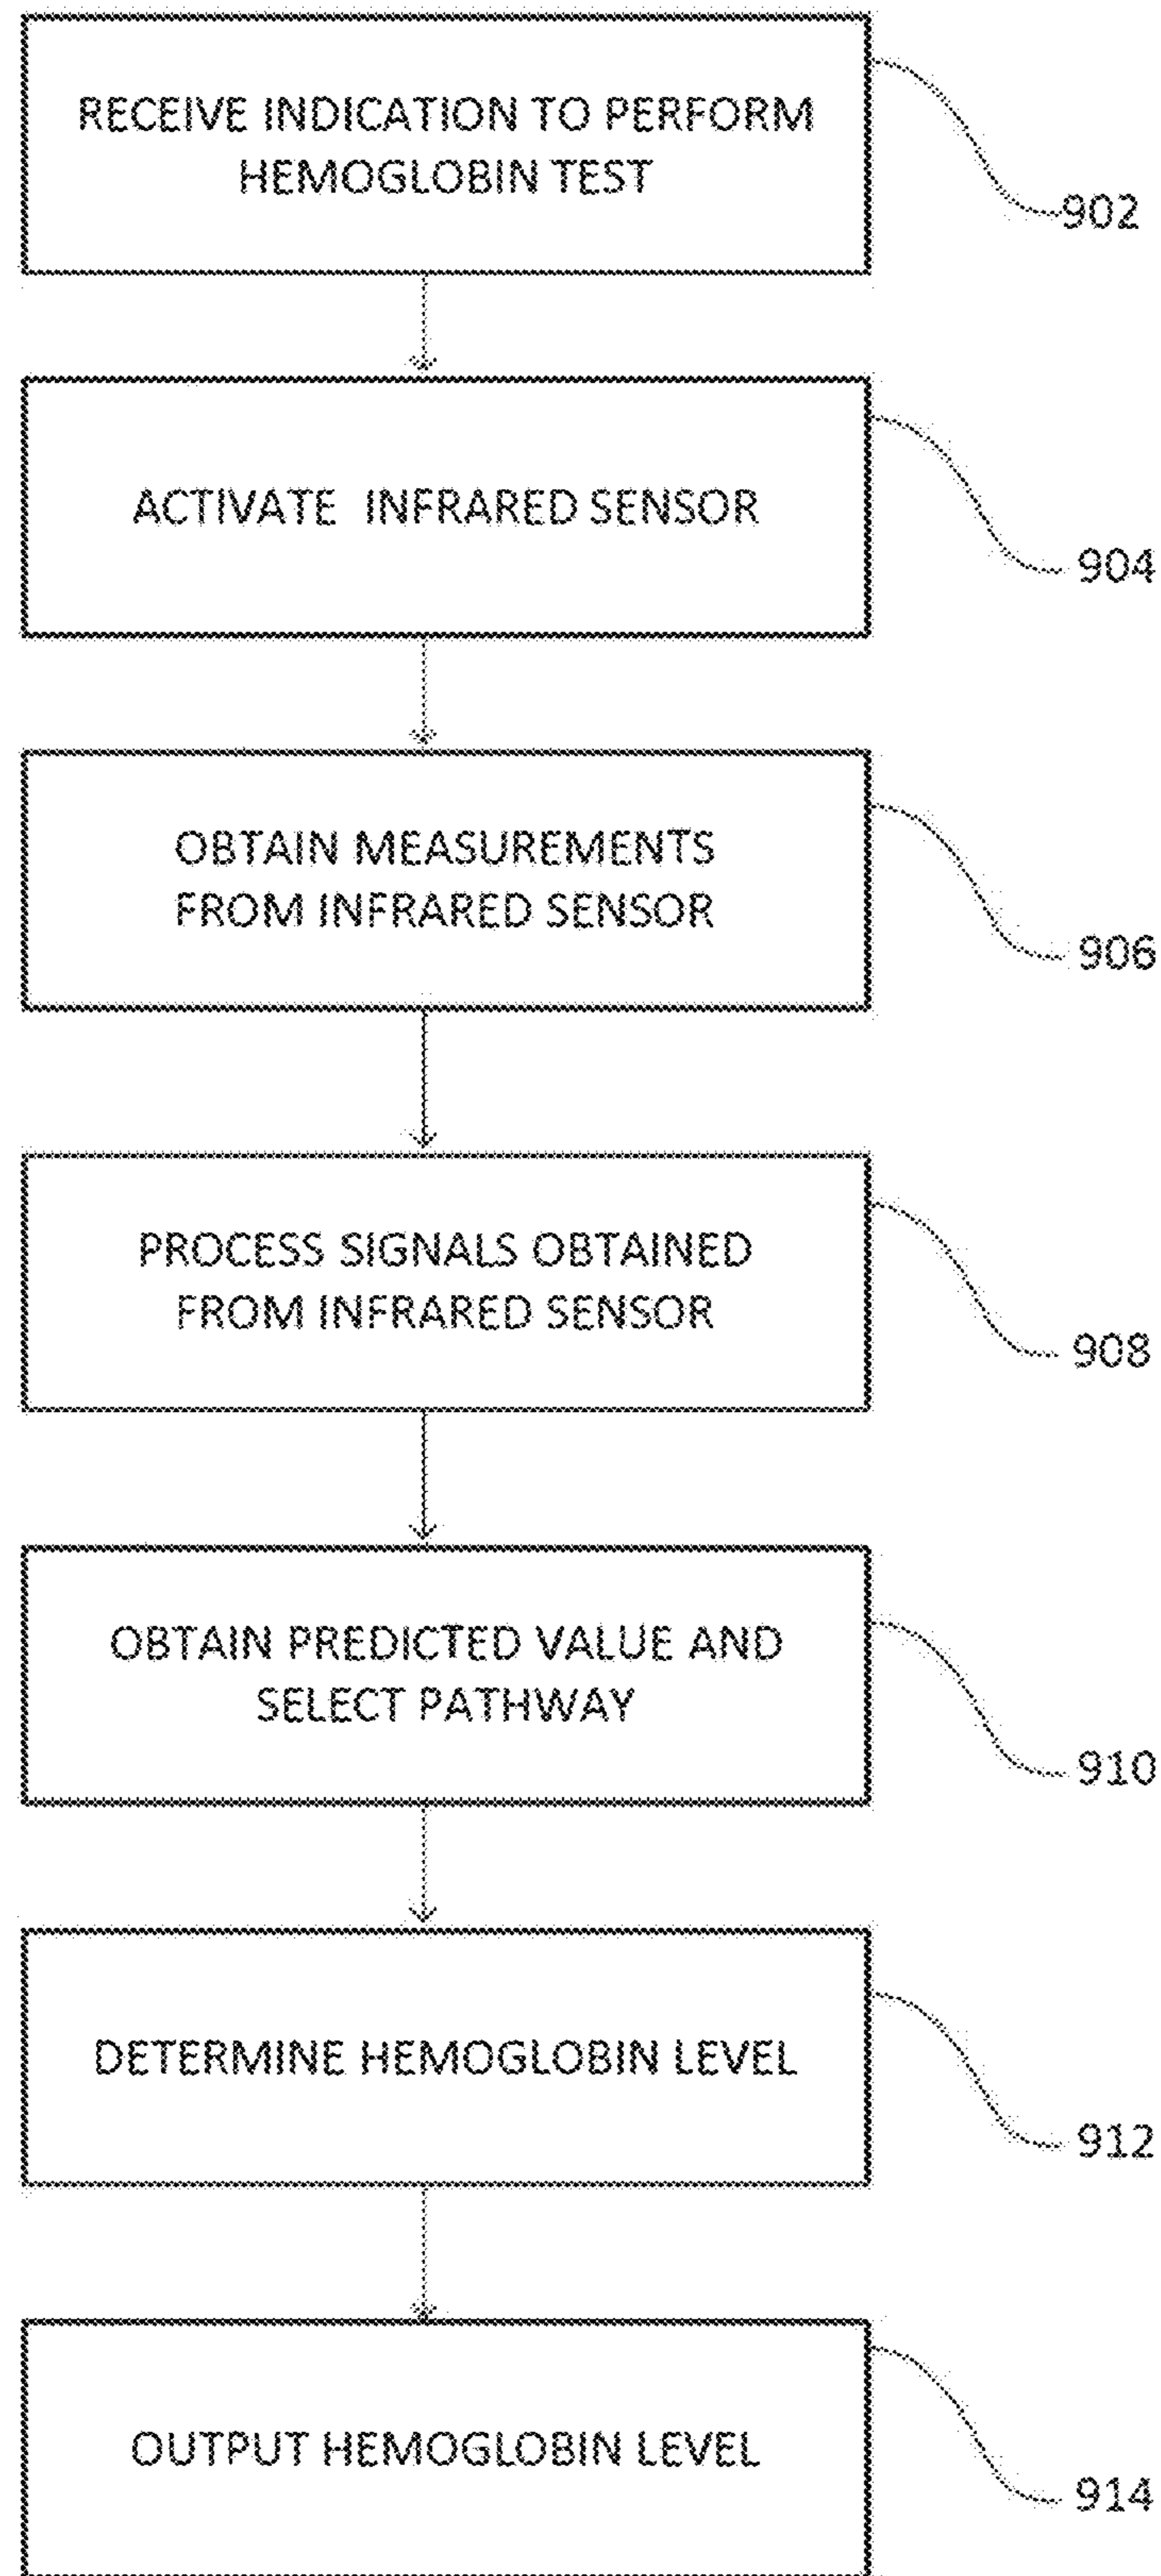 RECEIVE INDICATION TO PERFORM
HEMOGLOBIN TEST
902
ACTIVATE INFRARED SENSOR
904
OBTAIN MEASUREMENTS
FROM INFRARED SENSOR
906
PROCESS SIGNALS OBTAINED
FROM INFRARED SENSOR
908
OBTAIN PREDICTED VALUE AND
SELECT PATHWAY
910
DETERMINE HEMOGLOBIN LEVEL
912
OUTPUT HEMOGLOBIN LEVEL
914